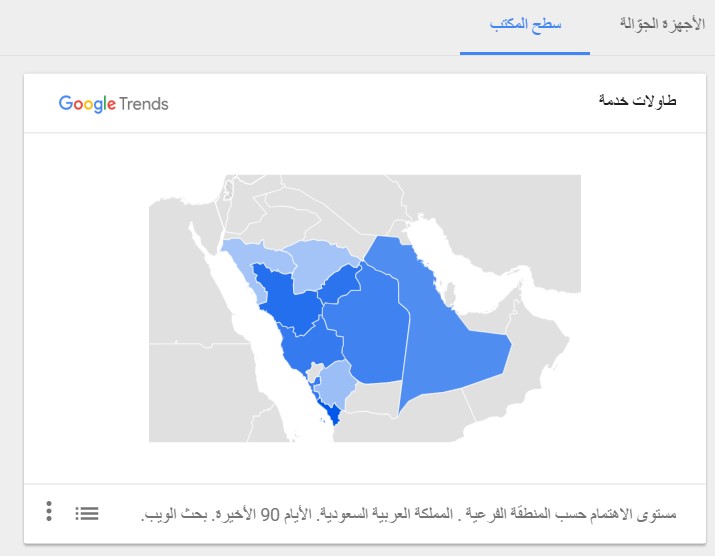 الأجهزة الجوّالة
سطح المكتب
طاولات خدمة
Google Trends
مستوى الاهتمام حسب المنطقة الفرعية . المملكة العربية السعودية. الأيام 90 الأخيرة. بحث الويب.